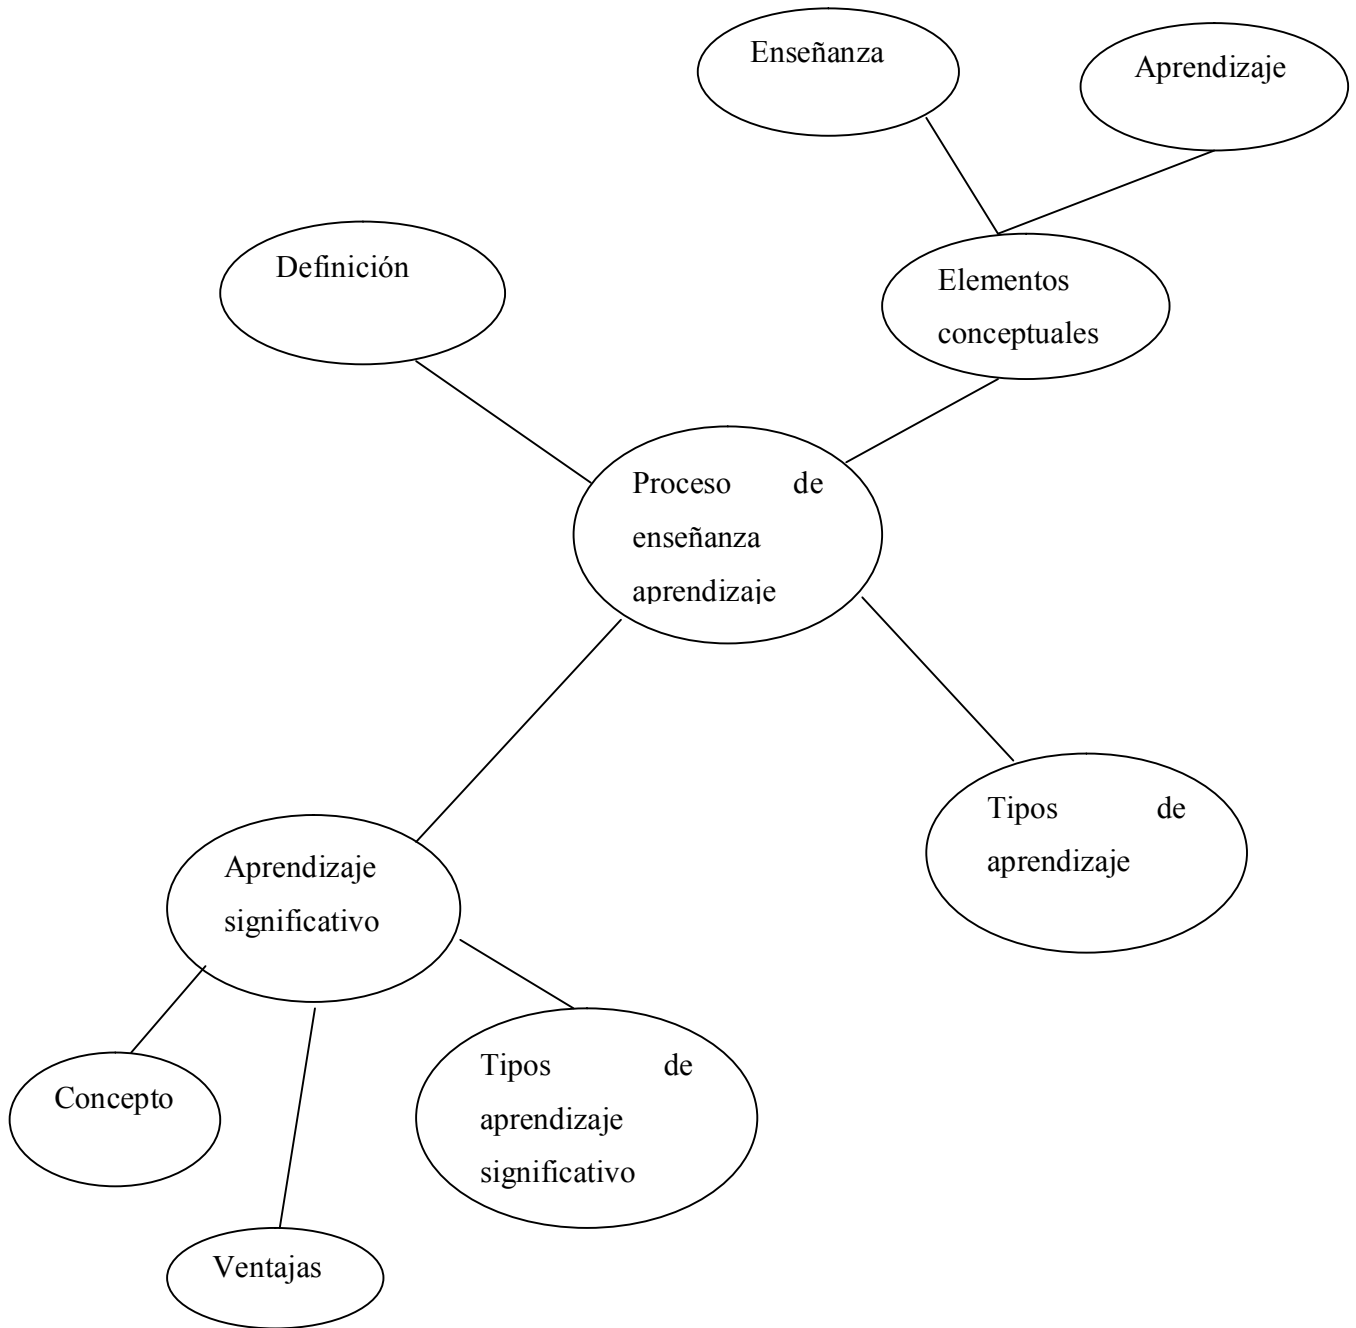 Enseñanza
Aprendizaje
Definición
Elementos
conceptuales
Proceso de
enseñanza
aprendizaje
Tipos de
aprendizaje
Aprendizaje
significativo
Concepto
Tipos de
aprendizaje
significativo
Ventajas